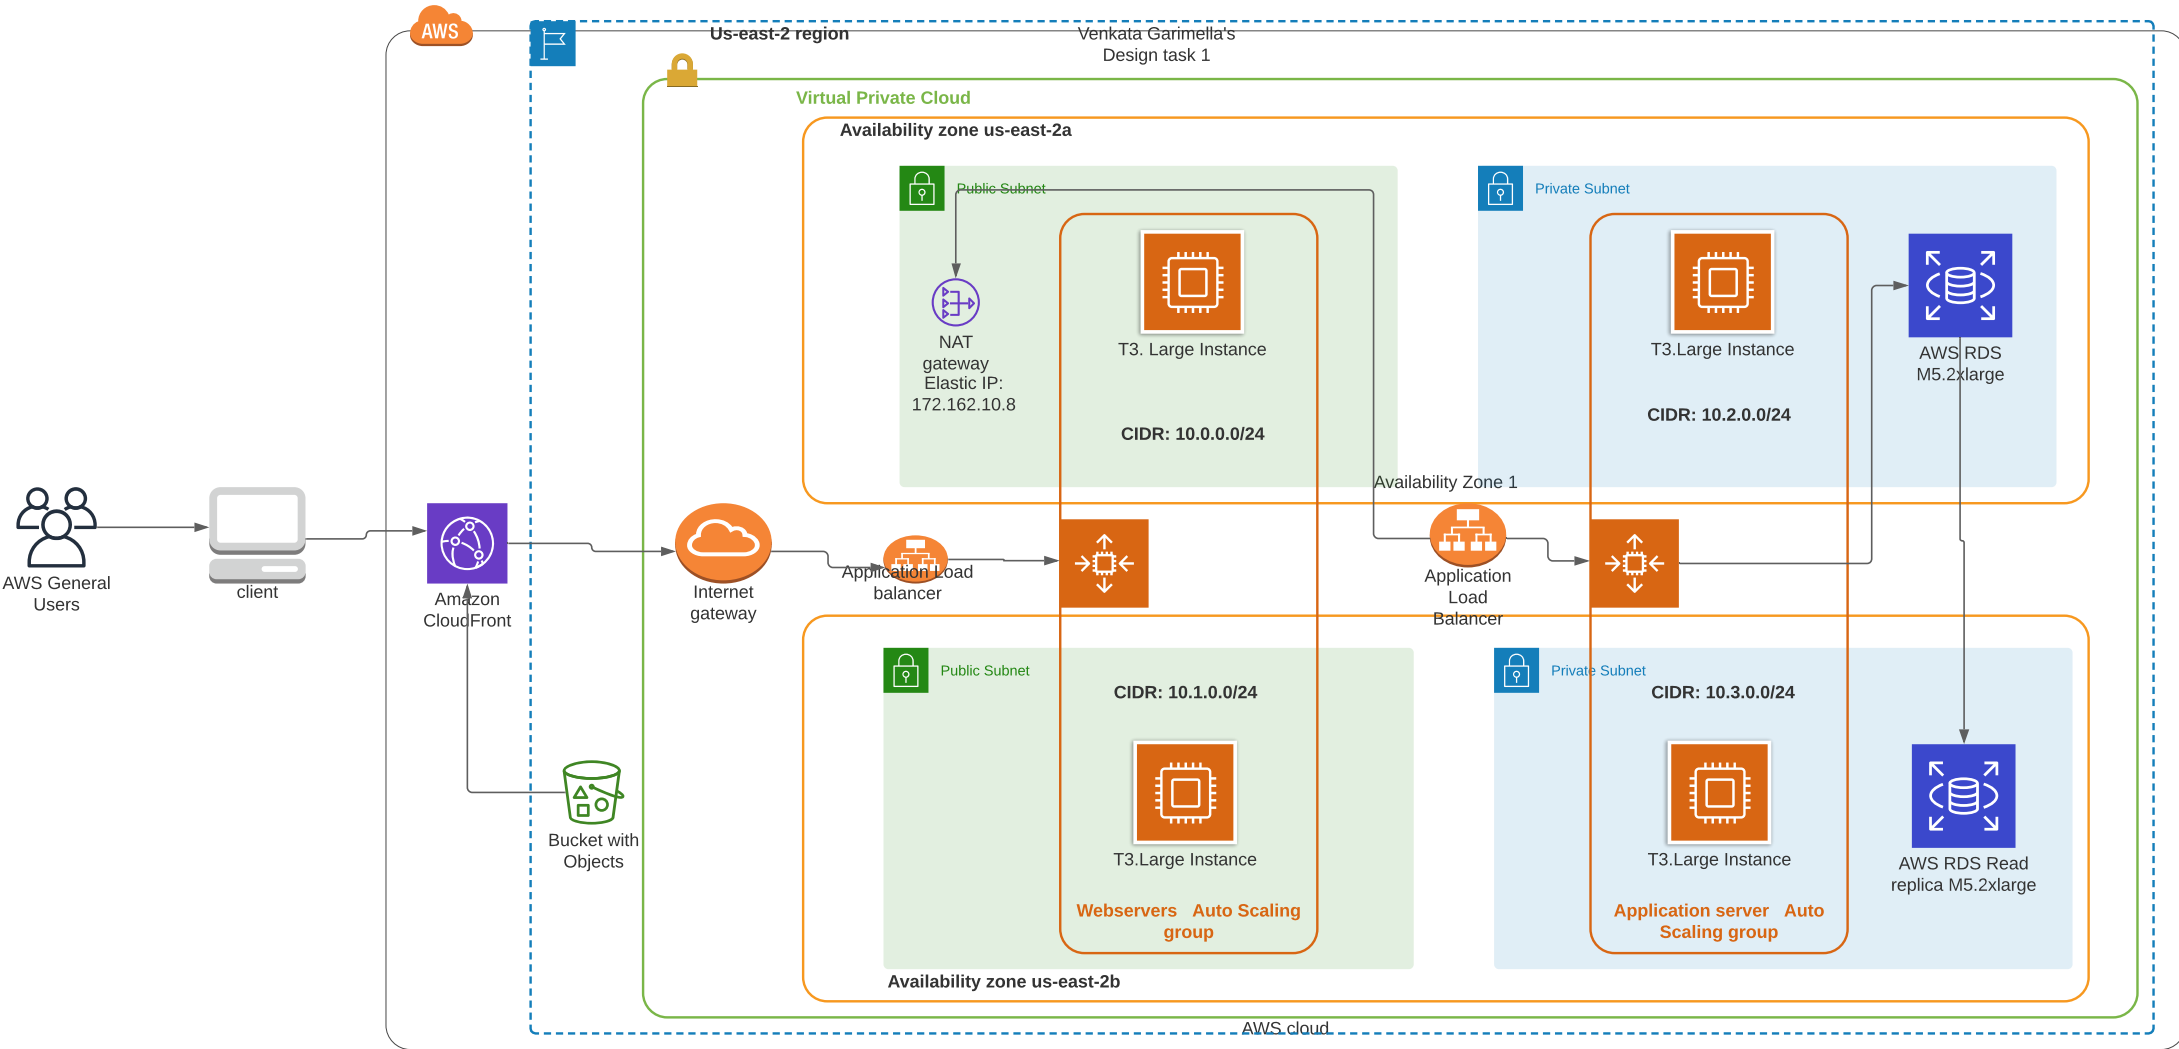 AWS
Us-east-2 region
Venkata Garimella's
Design task 1
Virtual Private Cloud
Availability zone us-east-2a
Public Subnet
Private Subnet
NAT
gateway
Elastic IP:
172.162.10.8
T3. Large Instance
CIDR: 10.0.0.0/24
T3.Large Instance
CIDR: 10.2.0.0/24
AWS RDS
M5.2xlarge
Availability Zone 1
AWS General
Users
client
Amazon
CloudFront
Internet
gateway
Application Load
balancer
Application
Load
Balancer
Public Subnet
CIDR: 10.1.0.0/24
Private Subnet
CIDR: 10.3.0.0/24
Bucket with
Objects
T3.Large Instance
T3.Large Instance
AWS RDS Read
replica M5.2xlarge
Webservers Auto Scaling
group
Application server Auto
Scaling group
Availability zone us-east-2b
AWS cloud